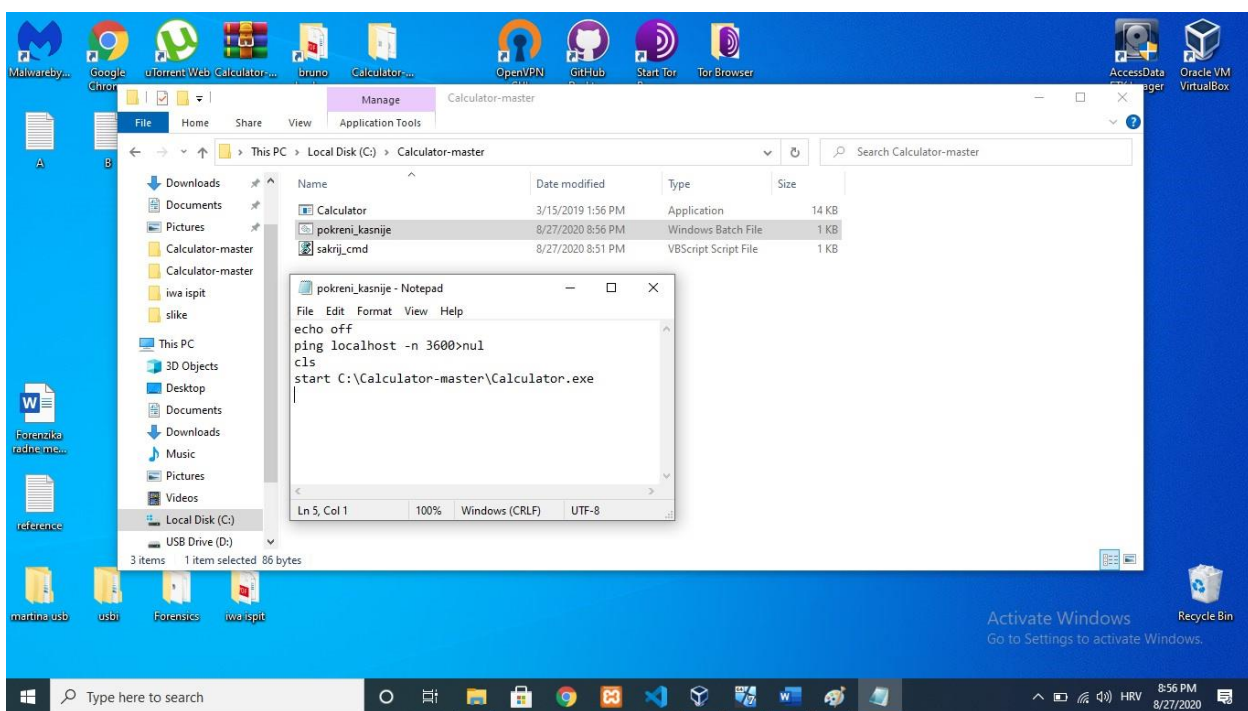 Malwareby...
Google Chrom
uTorrent Web
Calculator-...
bruno
Calculator-...
OpenVPN
GitHub
Start Tor
Tor Browser
AccessData
Oracle VM VirtualBox
A
B
Manage
Calculator-master
File
Home
Share
View
Application Tools
This PC > Local Disk (C:) > Calculator-master
Search Calculator-master
Downloads
Documents
Pictures
Calculator-master
Calculator-master
iwa ispit
slike
This PC
3D Objects
Desktop
Documents
Downloads
Music
Pictures
Videos
Local Disk (C:)
USB Drive (D:)
Name Date modified Type Size
Calculator 3/15/2019 1:56 PM Application 14 KB
pokreni_kasnije 8/27/2020 8:56 PM Windows Batch File 1 KB
sakrij_cmd 8/27/2020 8:51 PM VBScript Script File 1 KB
pokreni_kasnije - Notepad
File Edit Format View Help
echo off
ping localhost -n 3600>nul
cls
start C:\Calculator-master\Calculator.exe
Ln 5, Col 1 100% Windows (CRLF) UTF-8
3 items 1 item selected 86 bytes
Forenzika radne me...
reference
martina usb
usbi
Forensics
iwa ispit
Activate Windows
Go to Settings to activate Windows.
Recycle Bin
Type here to search
HRV
8:56 PM
8/27/2020